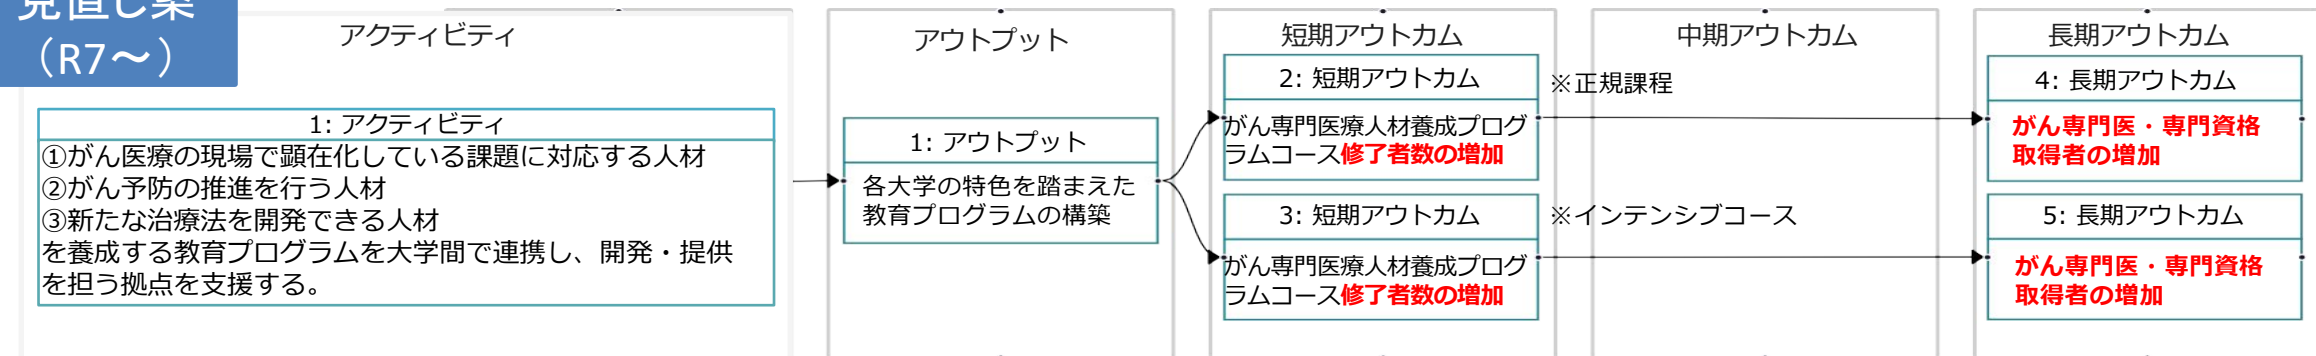 見直し案
（R7～）
アクティビティ
1: アクティビティ
①がん医療の現場で顕在化している課題に対応する人材
②がん予防の推進を行う人材
③新たな治療法を開発できる人材
を養成する教育プログラムを大学間で連携し、開発・提供
を担う拠点を支援する。
アウトプット
1: アウトプット
各大学の特色を踏まえた
教育プログラムの構築
短期アウトカム
2: 短期アウトカム
※正規課程
がん専門医療人材養成プログ
ラムコース修了者数の増加
3: 短期アウトカム
※インテンシブコース
がん専門医療人材養成プログ
ラムコース修了者数の増加
中期アウトカム
長期アウトカム
4: 長期アウトカム
がん専門医・専門資格
取得者の増加
5: 長期アウトカム
がん専門医・専門資格
取得者の増加